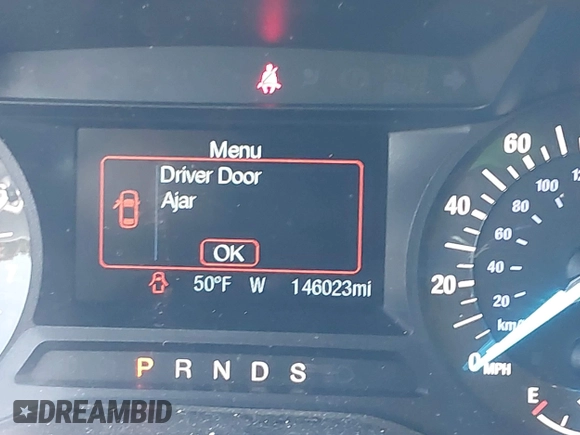 Menu
Driver Door
Ajar
OK
50°F W 146023mi
P R N D S
60
40
20
0
MPH
100
80
60
40
20
km/
E
DREAMBID